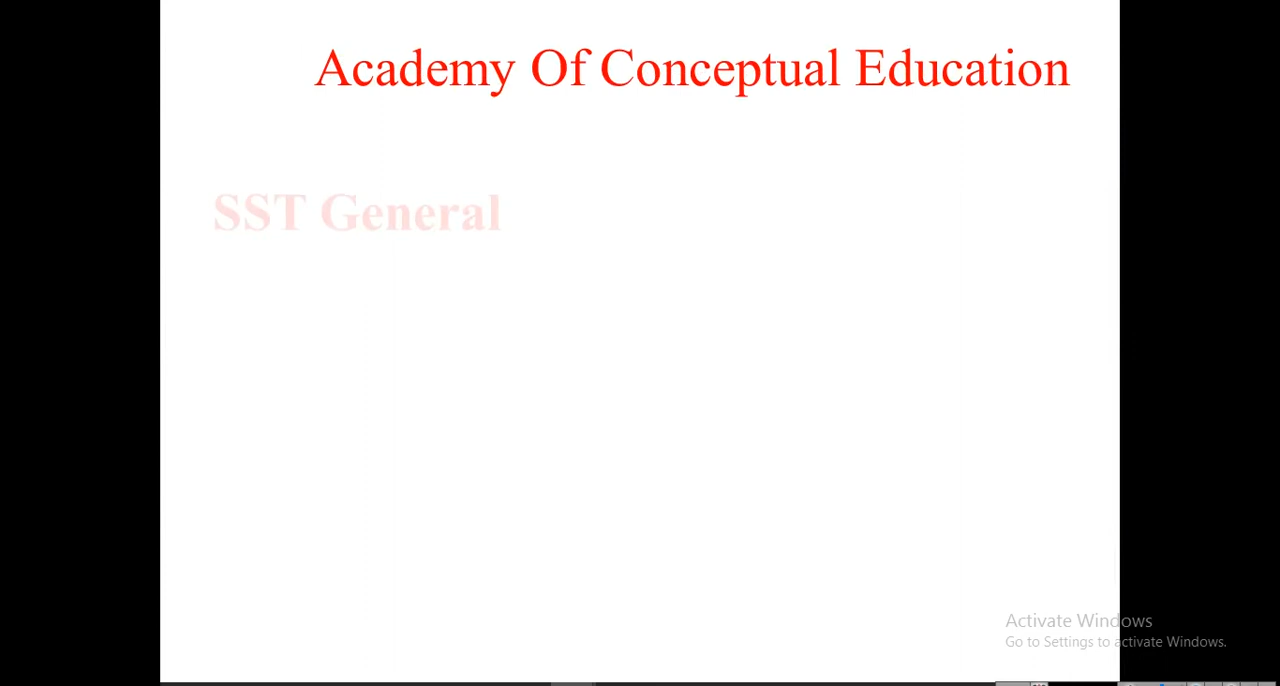 Academy Of Conceptual Education
SST General
Activate Windows
Go to Settings to activate Windows.